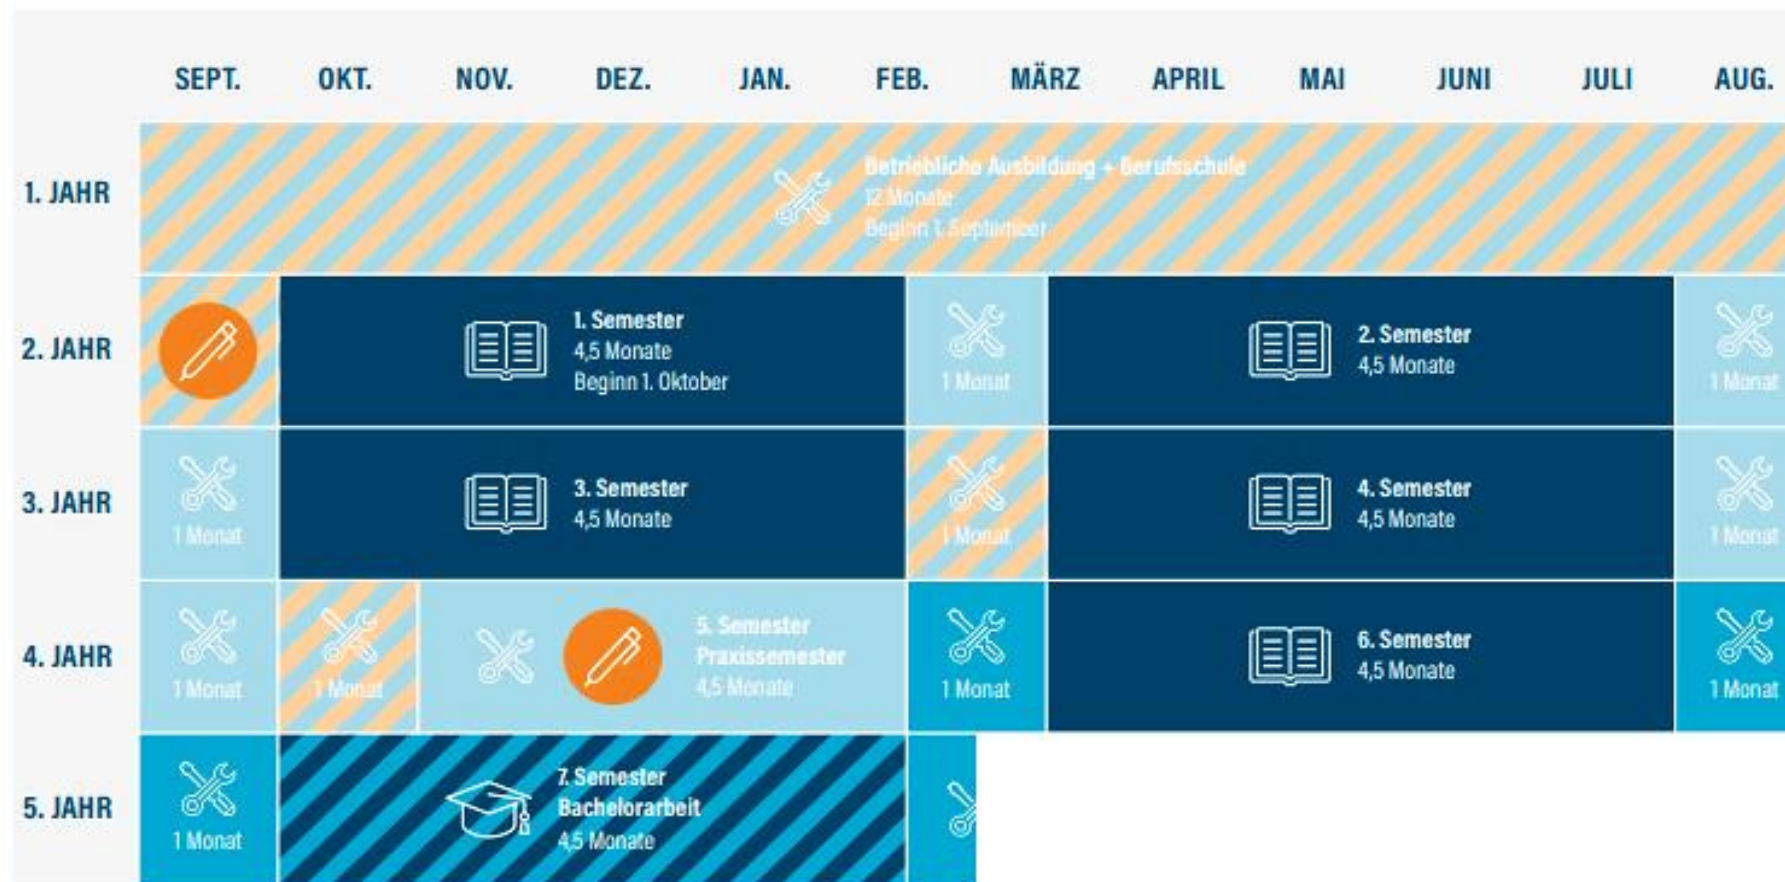 SEPT. OKT. NOV. DEZ. JAN. FEB. MÄRZ APRIL MAI JUNI JULI AUG.
1. JAHR
Betriebliche Ausbildung + Berufsschule
12 Monate
Beginn 1. September
2. JAHR
1. Semester
4,5 Monate
Beginn 1. Oktober
1 Monat
2. Semester
4,5 Monate
1 Monat
3. JAHR
1 Monat
3. Semester
4,5 Monate
1 Monat
4. Semester
4,5 Monate
1 Monat
4. JAHR
1 Monat
1 Monat
5. Semester
Praxissemester
4,5 Monate
1 Monat
6. Semester
4,5 Monate
1 Monat
5. JAHR
1 Monat
7. Semester
Bachelorarbeit
4,5 Monate